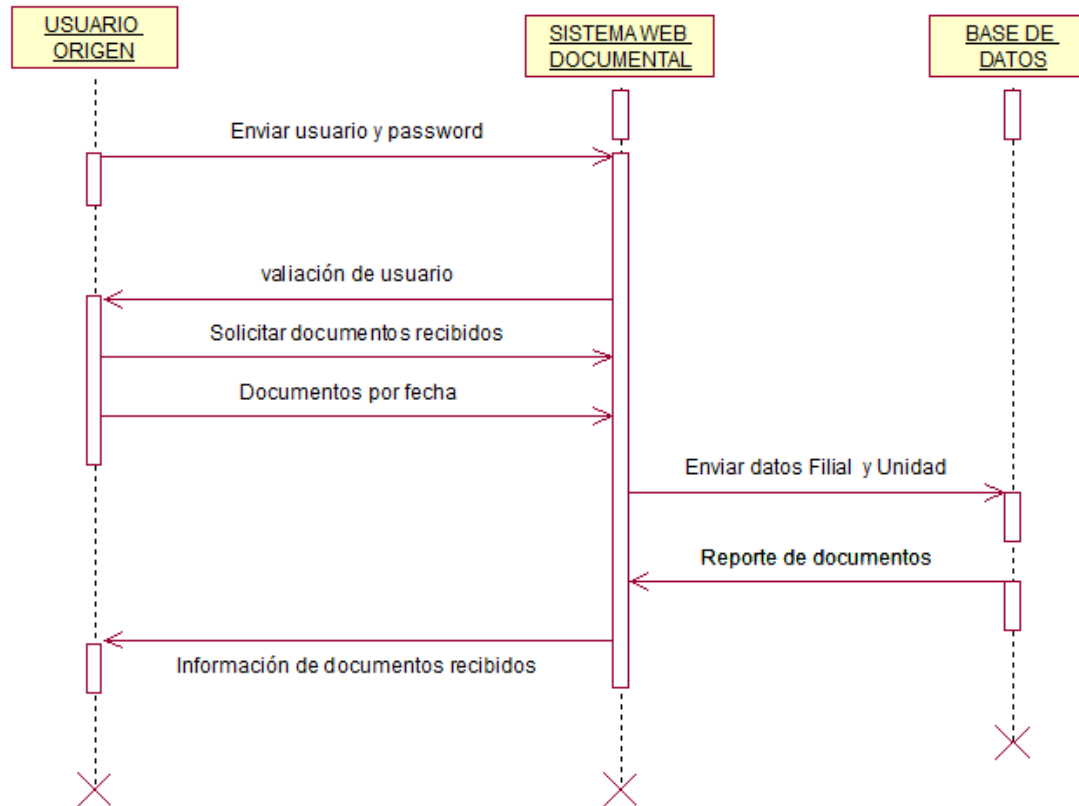 USUARIO
ORIGEN
SISTEMA WEB
DOCUMENTAL
BASE DE
DATOS
Enviar usuario y password
valiación de usuario
Solicitar documentos recibidos
Documentos por fecha
Enviar datos Filial y Unidad
Reporte de documentos
Información de documentos recibidos